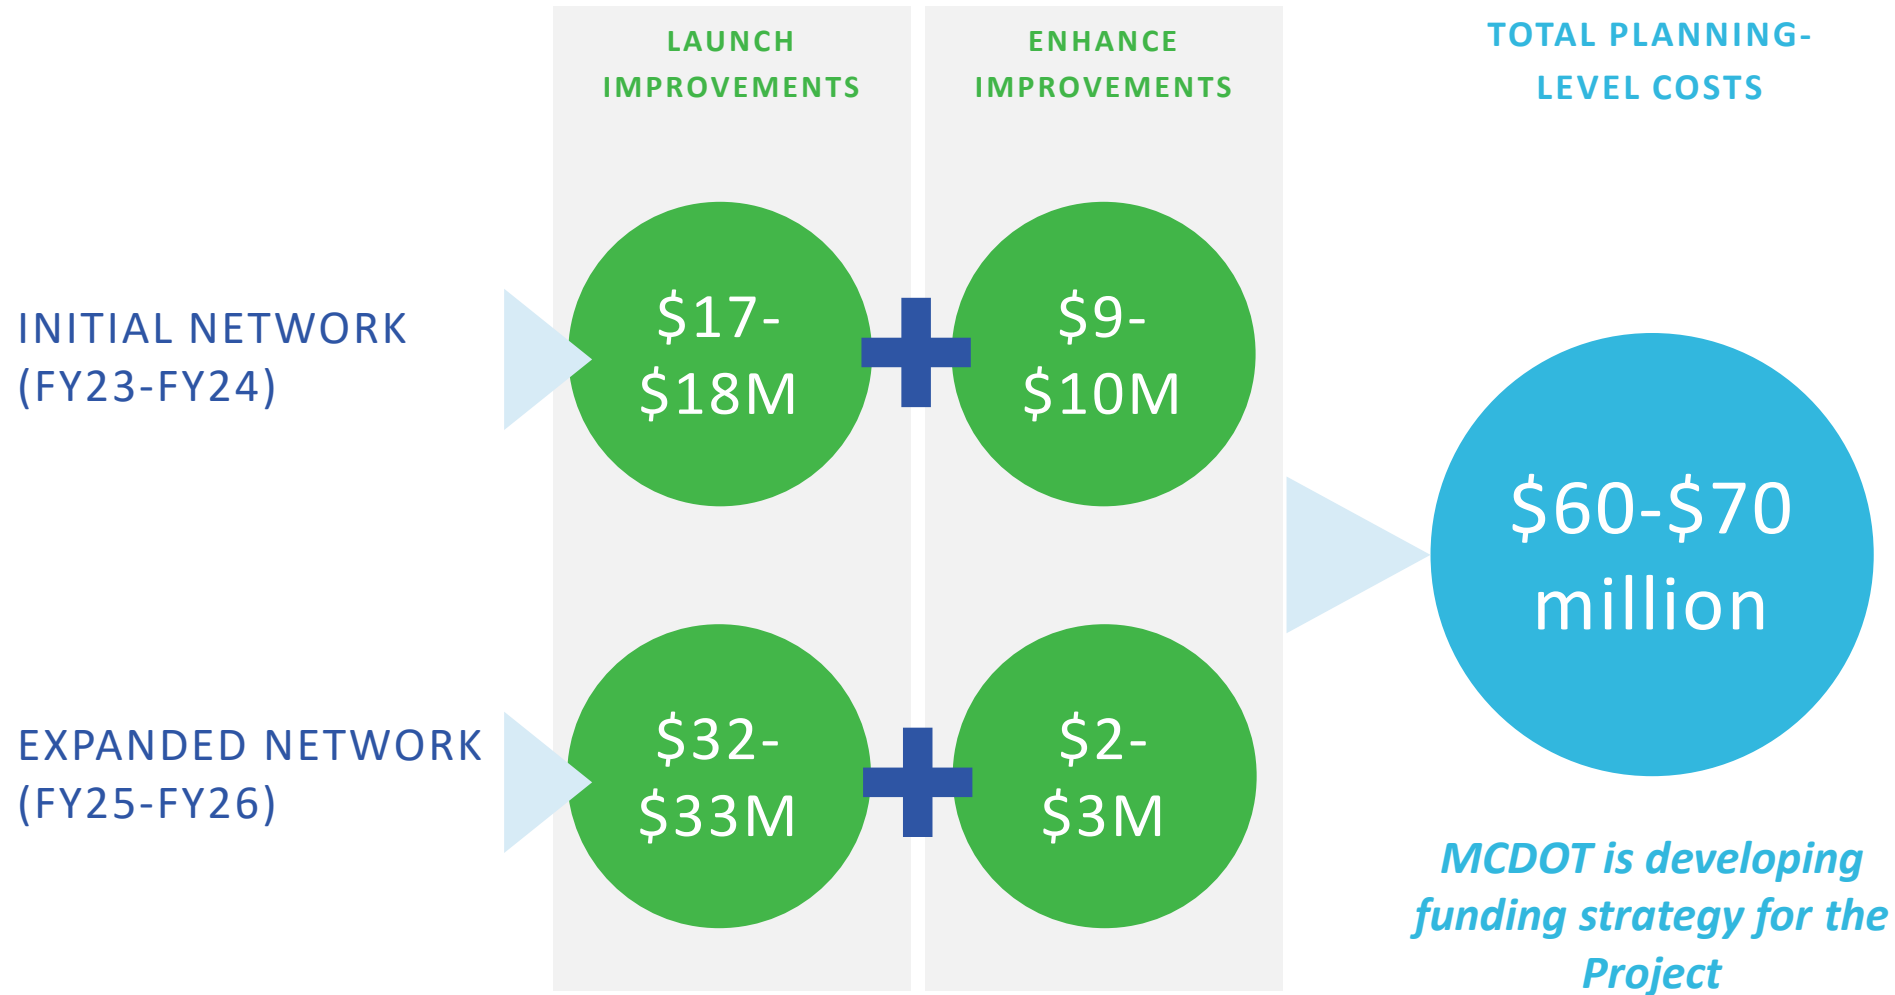 LAUNCH
IMPROVEMENTS
ENHANCE
IMPROVEMENTS
TOTAL PLANNING-
LEVEL COSTS
INITIAL NETWORK
(FY23-FY24)
$17-
$18M
$9-
$10M
$60-$70
million
EXPANDED NETWORK
(FY25-FY26)
$32-
$33M
$2-
$3M
MCDOT is developing
funding strategy for the
Project